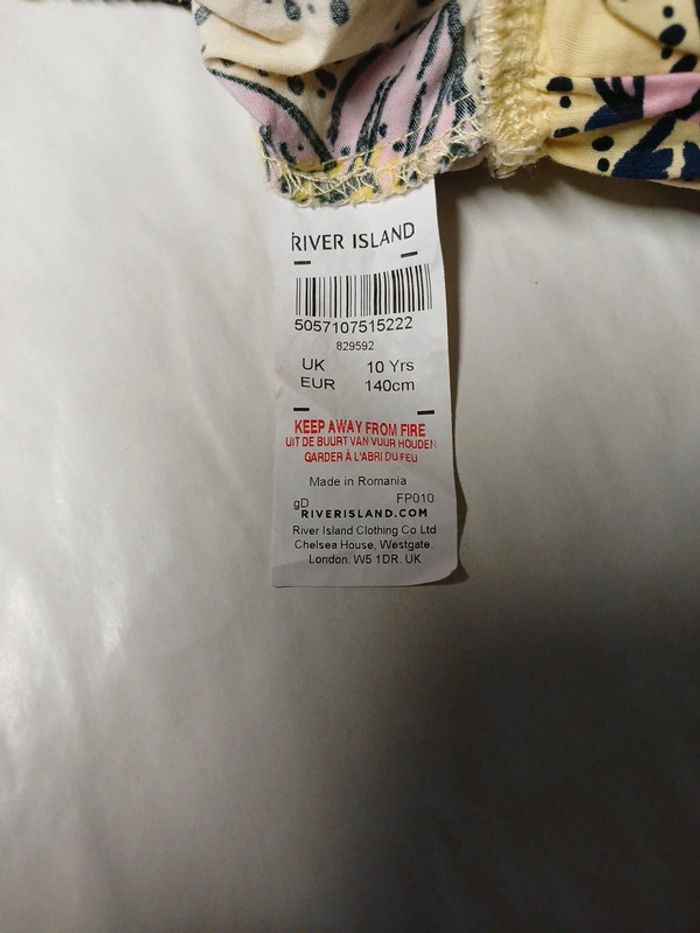 RIVER ISLAND
5057107515222
829592
UK 10 Yrs
EUR 140cm
KEEP AWAY FROM FIRE
UIT DE BUURT VAN VUUR HOUDEN
GARDER À L'ABRI DU FEU
Made in Romania
gD FP010
RIVERISLAND.COM
River Island Clothing Co Ltd
Chelsea House, Westgate.
London. W5 1DR. UK